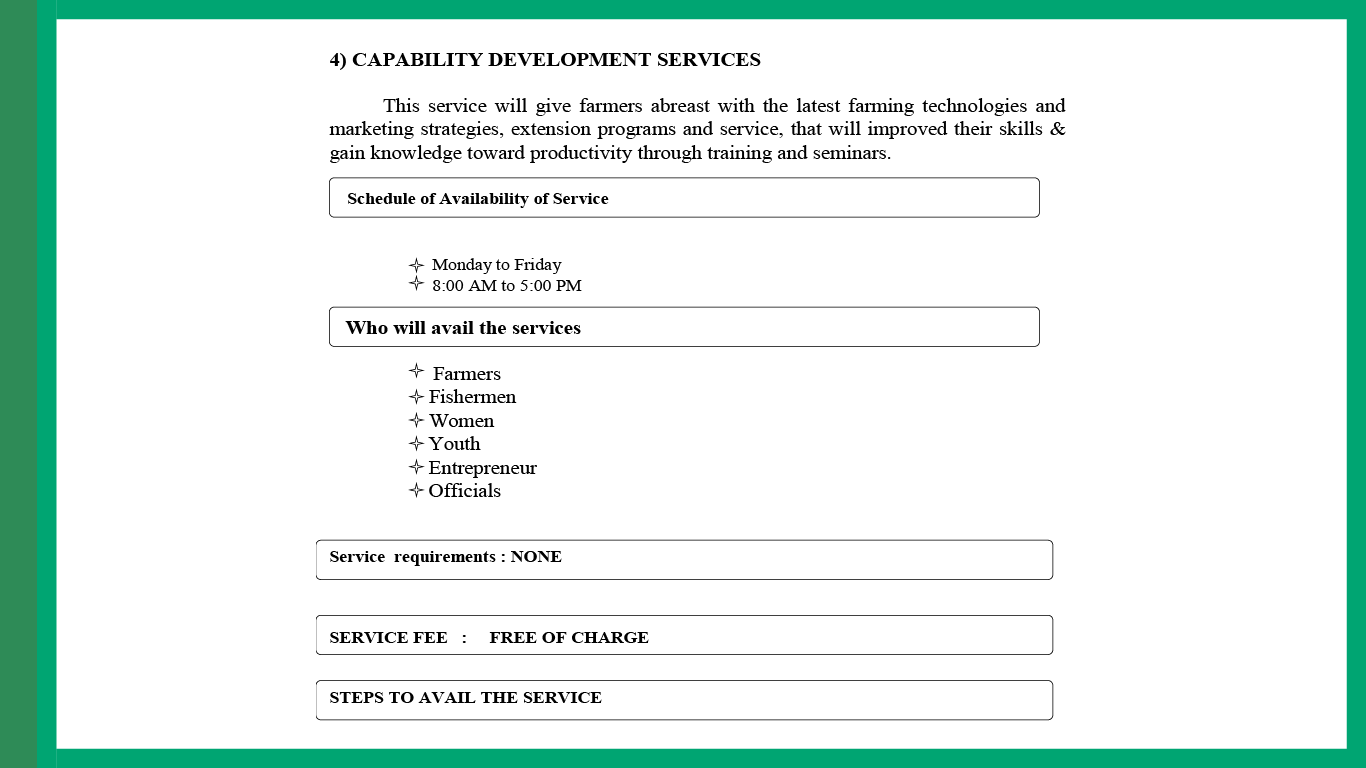 4) CAPABILITY DEVELOPMENT SERVICES
This service will give farmers abreast with the latest farming technologies and
marketing strategies, extension programs and service, that will improved their skills &
gain knowledge toward productivity through training and seminars.
Schedule of Availability of Service
Monday to Friday
8:00 AM to 5:00 PM
Who will avail the services
Farmers
Fishermen
Women
Youth
Entrepreneur
Officials
Service requirements : NONE
SERVICE FEE : FREE OF CHARGE
STEPS TO AVAIL THE SERVICE